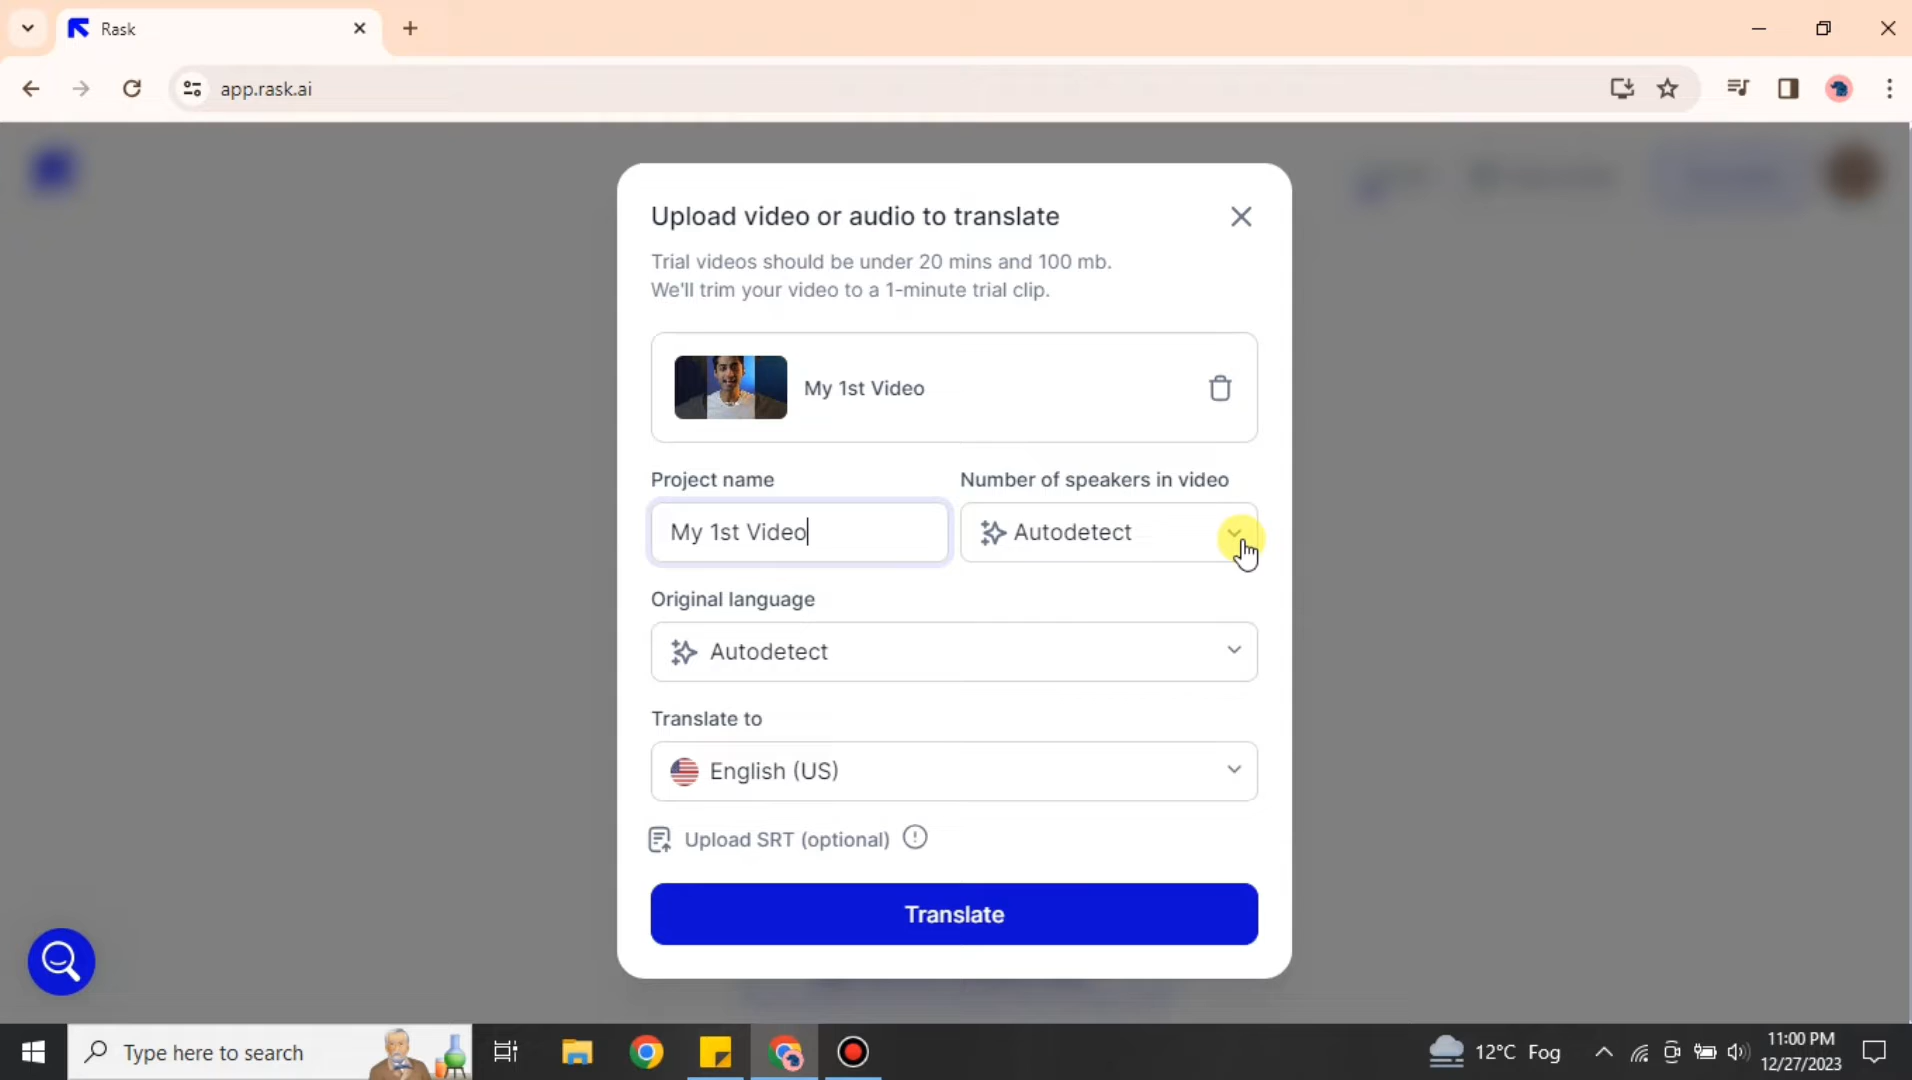 Rask
app.rask.ai
Upload video or audio to translate
Trial videos should be under 20 mins and 100 mb.
We'll trim your video to a 1-minute trial clip.
My 1st Video
Project name
Number of speakers in video
My 1st Video
Autodetect
Original language
Autodetect
Translate to
English (US)
Upload SRT (optional)
Translate
Type here to search
12°C Fog
11:00 PM
12/27/2023